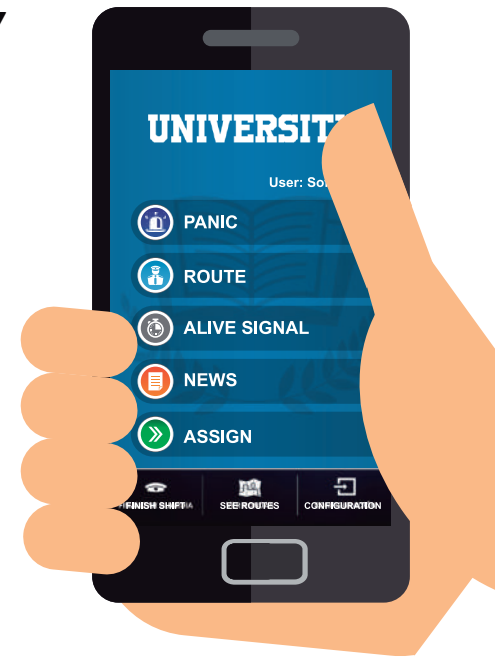 UNIVERSIT
User: So
PANIC
ROUTE
ALIVE SIGNAL
NEWS
ASSIGN
FINISH SHIFT SEE ROUTES CONFIGURATION